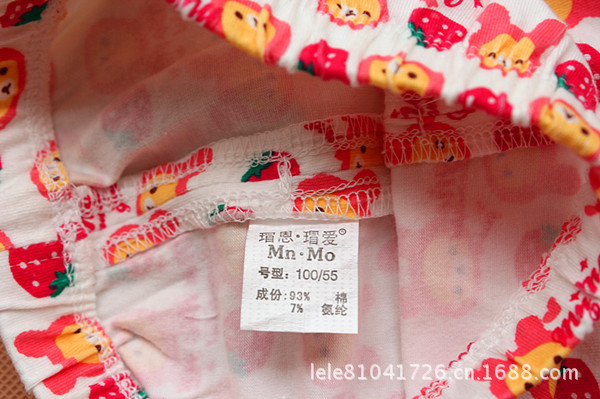 瑁恩·瑁爱®
Mn·Mo
号型: 100/55
成份: 93% 棉
7% 氨纶
lele81041726.cn.1688.com